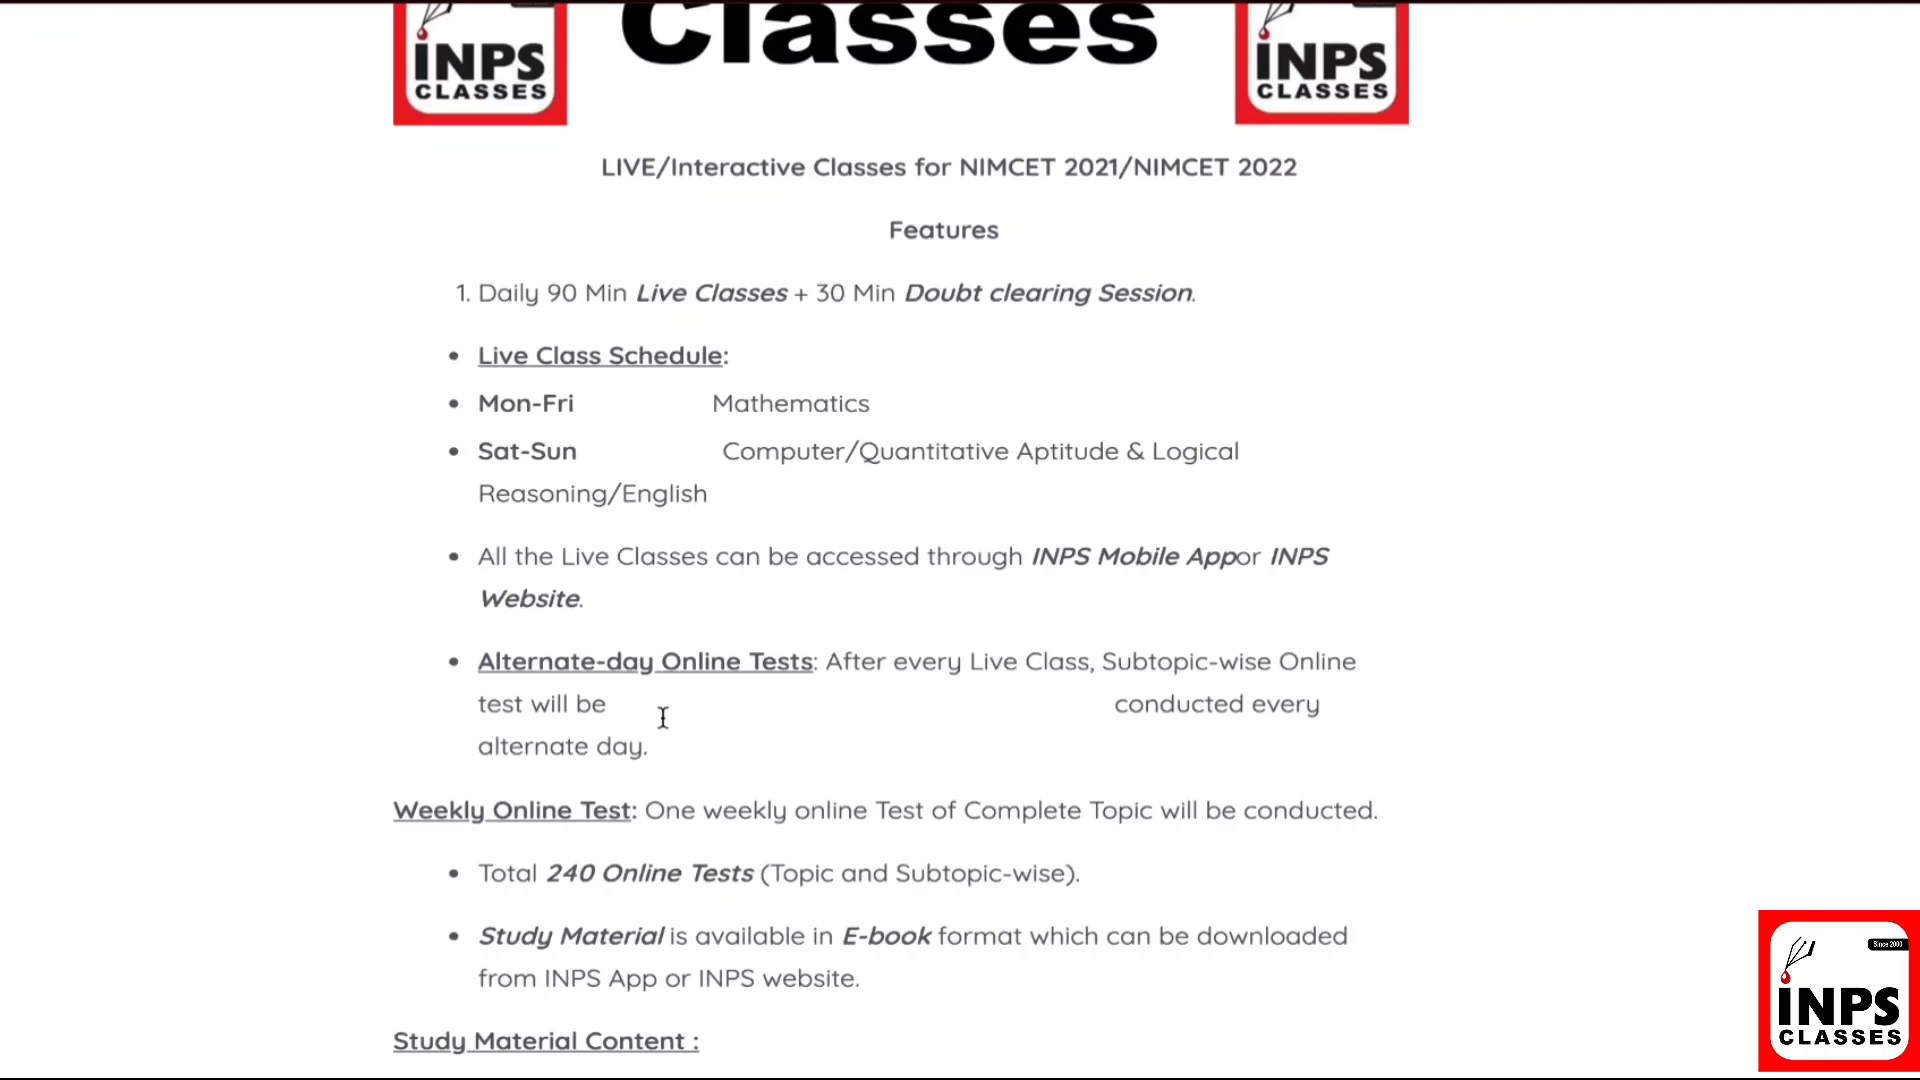 Classes
INPS
CLASSES
INPS
CLASSES
LIVE/Interactive Classes for NIMCET 2021/NIMCET 2022
Features
1. Daily 90 Min Live Classes + 30 Min Doubt clearing Session.
• Live Class Schedule:
• Mon-Fri Mathematics
• Sat-Sun Computer/Quantitative Aptitude & Logical
Reasoning/English
• All the Live Classes can be accessed through INPS Mobile Appor INPS
Website.
• Alternate-day Online Tests: After every Live Class, Subtopic-wise Online
test will be conducted every
alternate day.
Weekly Online Test: One weekly online Test of Complete Topic will be conducted.
• Total 240 Online Tests (Topic and Subtopic-wise).
• Study Material is available in E-book format which can be downloaded
from INPS App or INPS website.
Study Material Content :
Since 2000
INPS
CLASSES